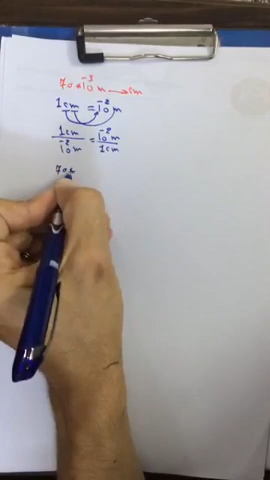 70×10⁻³m → cm
1cm = 10⁻²m
1cm/10⁻²m = 10⁻²m/1cm
70×